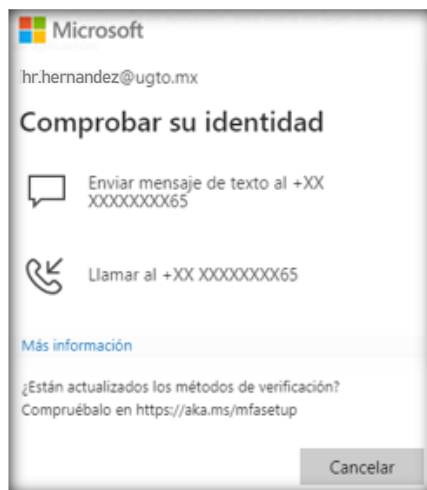 Microsoft
hr.hernandez@ugto.mx
Comprobar su identidad
Enviar mensaje de texto al +XX
XXXXXXXX65
Llamar al +XX XXXXXXXX65
Más información
¿Están actualizados los métodos de verificación?
Compruébalo en https://aka.ms/mfasetup
Cancelar